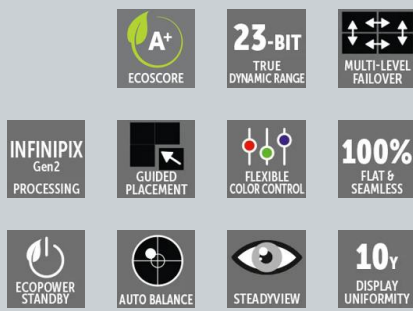 A+
ECOSCORE
23-BIT
TRUE
DYNAMIC RANGE
MULTI-LEVEL
FAILOVER
INFINIPIX
Gen2
PROCESSING
GUIDED
PLACEMENT
FLEXIBLE
COLOR CONTROL
100%
FLAT &
SEAMLESS
ECOPOWER
STANDBY
AUTO BALANCE
STEADYVIEW
10Y
DISPLAY
UNIFORMITY